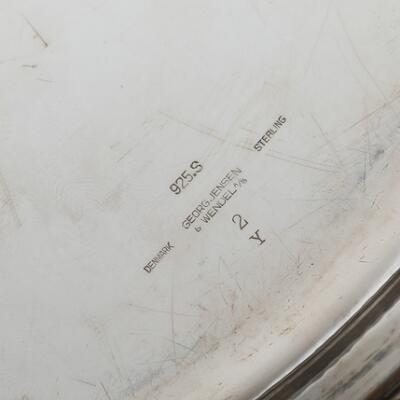 925.S
GEORG JENSEN
& WENDEL A/S
DENMARK
STERLING
2
Y